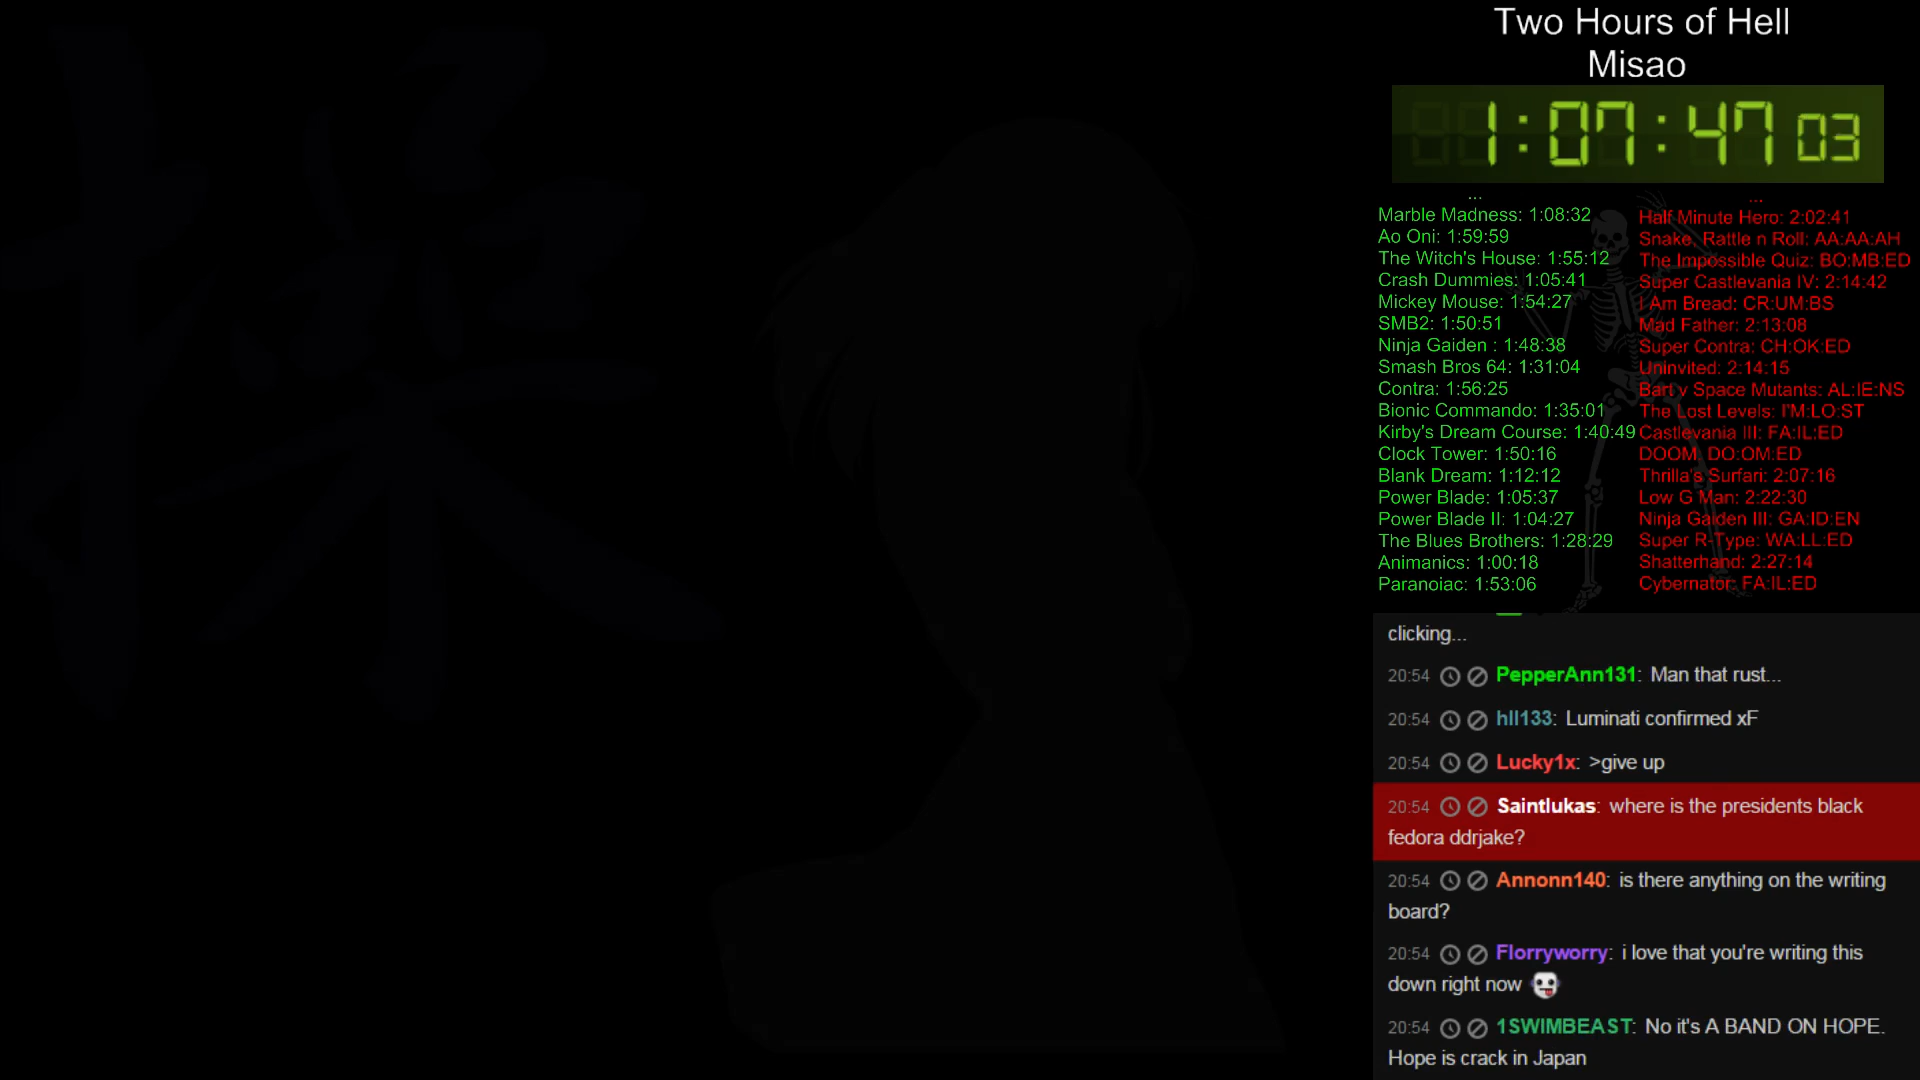 操
Two Hours of Hell
Misao
1:07:47 03
...
Marble Madness: 1:08:32
Ao Oni: 1:59:59
The Witch's House: 1:55:12
Crash Dummies: 1:05:41
Mickey Mouse: 1:54:27
SMB2: 1:50:51
Ninja Gaiden : 1:48:38
Smash Bros 64: 1:31:04
Contra: 1:56:25
Bionic Commando: 1:35:01
Kirby's Dream Course: 1:40:49
Clock Tower: 1:50:16
Blank Dream: 1:12:12
Power Blade: 1:05:37
Power Blade II: 1:04:27
The Blues Brothers: 1:28:29
Animanics: 1:00:18
Paranoiac: 1:53:06
...
Half Minute Hero: 2:02:41
Snake, Rattle n Roll: AA:AA:AH
The Impossible Quiz: BO:MB:ED
Super Castlevania IV: 2:14:42
I Am Bread: CR:UM:BS
Mad Father: 2:13:08
Super Contra: CH:OK:ED
Uninvited: 2:14:15
Bart v Space Mutants: AL:IE:NS
The Lost Levels: I'M:LO:ST
Castlevania III: FA:IL:ED
DOOM: DO:OM:ED
Thrilla's Surfari: 2:07:16
Low G Man: 2:22:30
Ninja Gaiden III: GA:ID:EN
Super R-Type: WA:LL:ED
Shatterhand: 2:27:14
Cybernator: FA:IL:ED
clicking...
20:54 PepperAnn131: Man that rust...
20:54 hll133: Luminati confirmed xF
20:54 Lucky1x: >give up
20:54 Saintlukas: where is the presidents black
fedora ddrjake?
20:54 Annonn140: is there anything on the writing
board?
20:54 Florryworry: i love that you're writing this
down right now
20:54 1SWIMBEAST: No it's A BAND ON HOPE.
Hope is crack in Japan